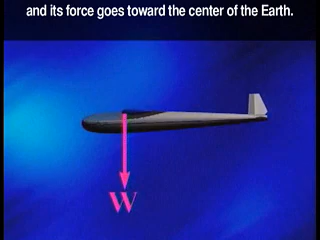 and its force goes toward the center of the Earth.
W